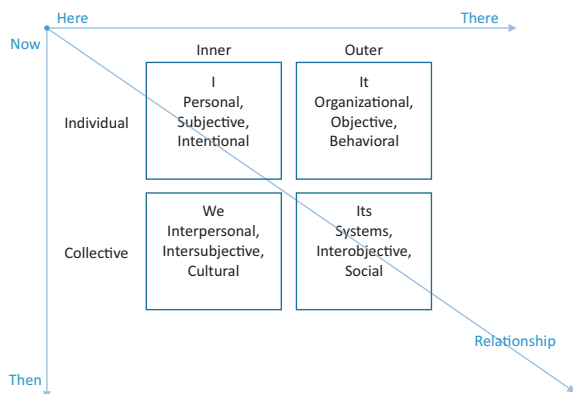 Here
There
Now
Inner
Outer
Individual
I
Personal,
Subjective,
Intentional
It
Organizational,
Objective,
Behavioral
Collective
We
Interpersonal,
Intersubjective,
Cultural
Its
Systems,
Interobjective,
Social
Relationship
Then